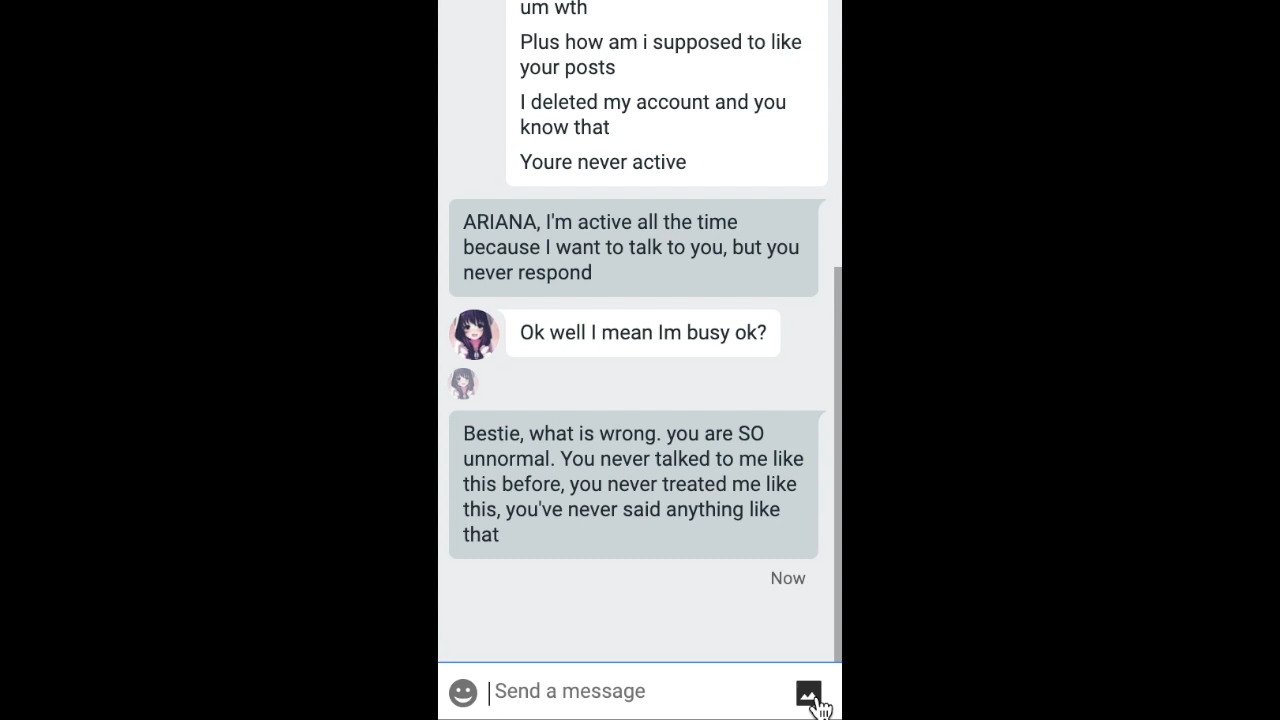 um wth
Plus how am i supposed to like
your posts
I deleted my account and you
know that
Youre never active
ARIANA, I'm active all the time
because I want to talk to you, but you
never respond
Ok well I mean Im busy ok?
Bestie, what is wrong. you are SO
unnormal. You never talked to me like
this before, you never treated me like
this, you've never said anything like
that
Now
Send a message